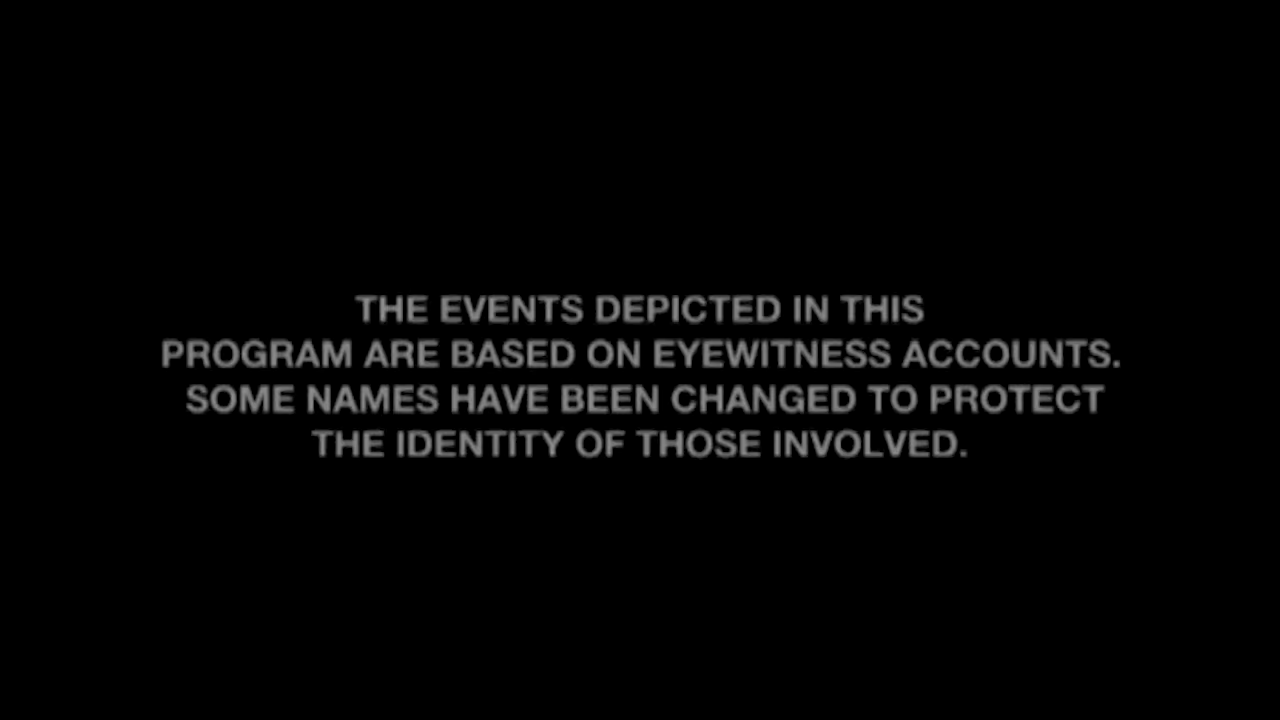 THE EVENTS DEPICTED IN THIS
PROGRAM ARE BASED ON EYEWITNESS ACCOUNTS.
SOME NAMES HAVE BEEN CHANGED TO PROTECT
THE IDENTITY OF THOSE INVOLVED.